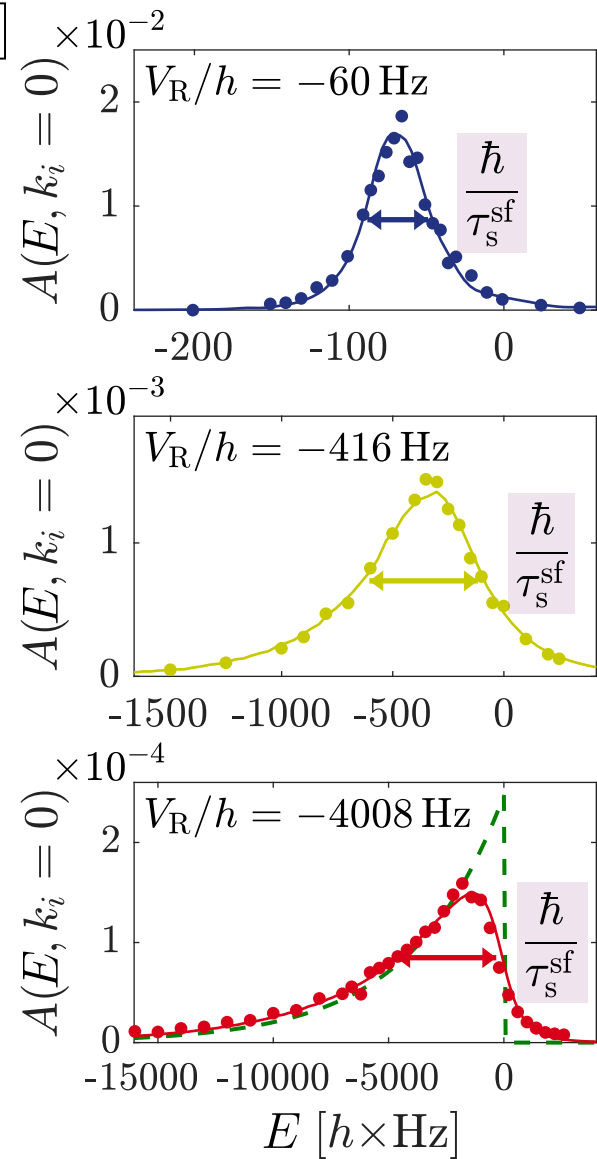 ×10⁻²
V_R/h = −60 Hz
A(E, k_i = 0)
2
1
0
ħ/τ_s^sf
-200 -100 0
×10⁻³
V_R/h = −416 Hz
A(E, k_i = 0)
1
0
ħ/τ_s^sf
-1500 -1000 -500 0
×10⁻⁴
V_R/h = −4008 Hz
A(E, k_i = 0)
2
1
0
ħ/τ_s^sf
-15000 -10000 -5000 0
E [h×Hz]